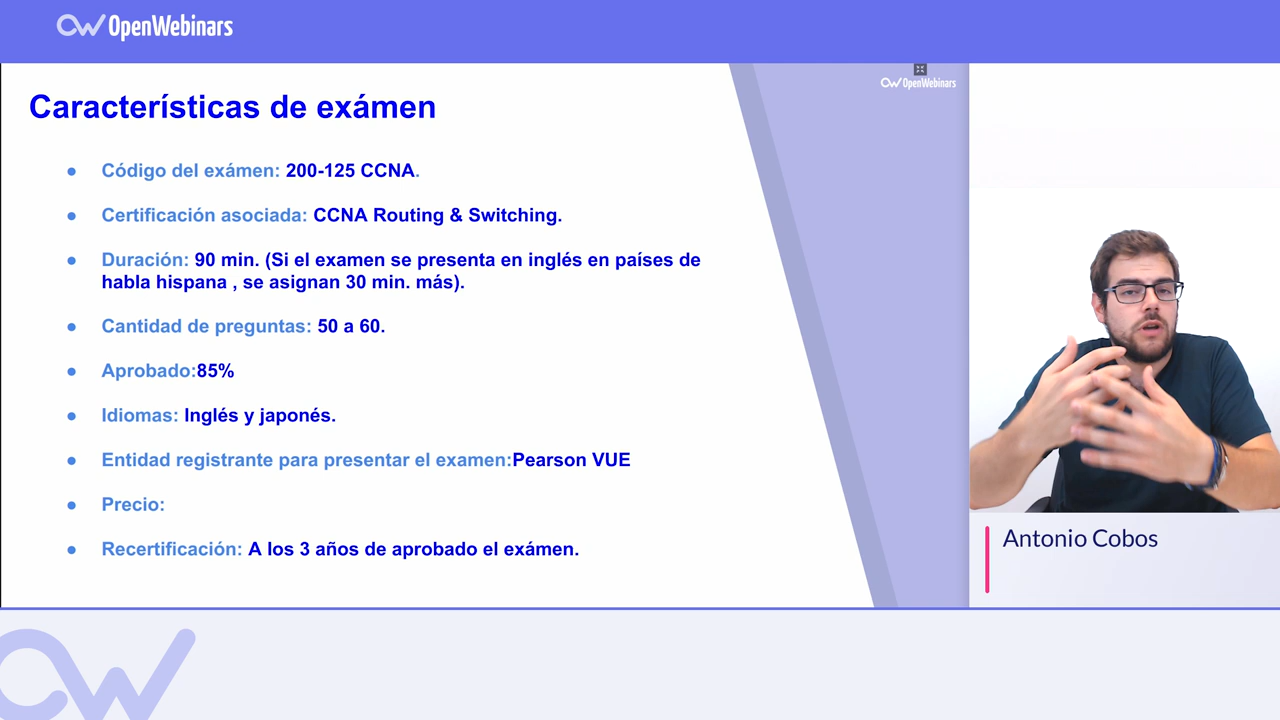 OpenWebinars
OpenWebinars
Características de exámen
● Código del exámen: 200-125 CCNA.
● Certificación asociada: CCNA Routing & Switching.
● Duración: 90 min. (Si el examen se presenta en inglés en países de
habla hispana , se asignan 30 min. más).
● Cantidad de preguntas: 50 a 60.
● Aprobado:85%
● Idiomas: Inglés y japonés.
● Entidad registrante para presentar el examen:Pearson VUE
● Precio:
● Recertificación: A los 3 años de aprobado el exámen.
Antonio Cobos